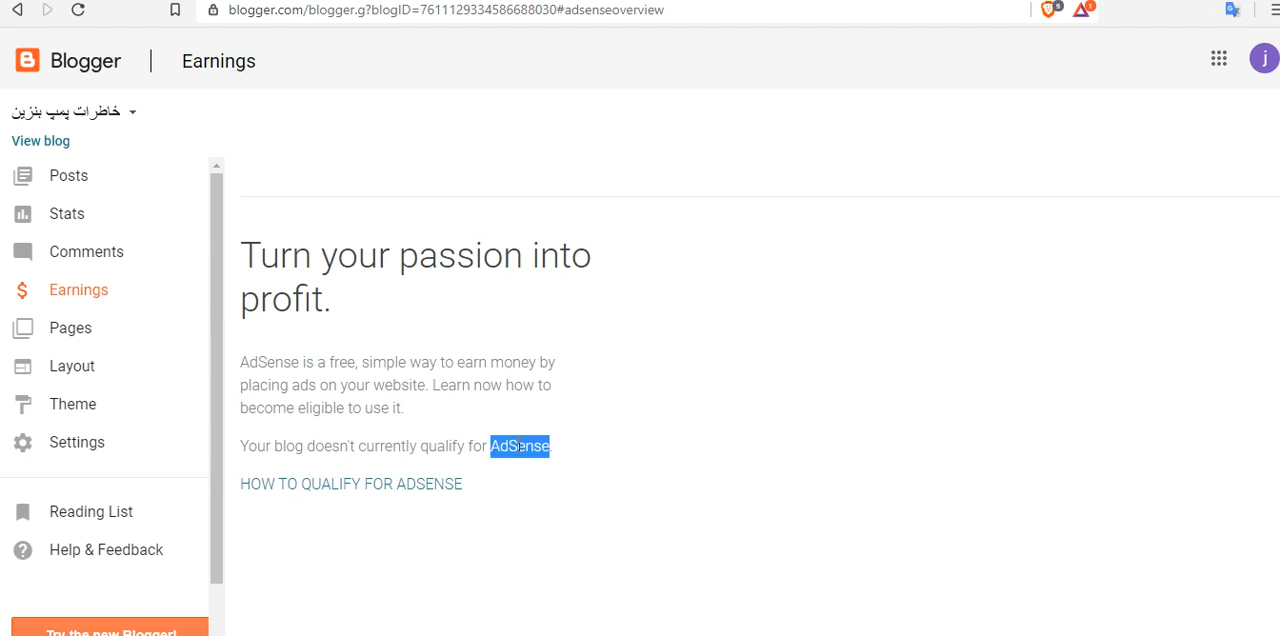 blogger.com/blogger.g?blogID=7611129334586688030#adsenseoverview
9
1
Blogger
Earnings
j
خاطرات پمپ بنزین
View blog
Posts
Stats
Comments
Earnings
Pages
Layout
Theme
Settings
Reading List
Help & Feedback
Try the new Blogger!
Turn your passion into
profit.
AdSense is a free, simple way to earn money by
placing ads on your website. Learn now how to
become eligible to use it.
Your blog doesn't currently qualify for AdSense.
HOW TO QUALIFY FOR ADSENSE